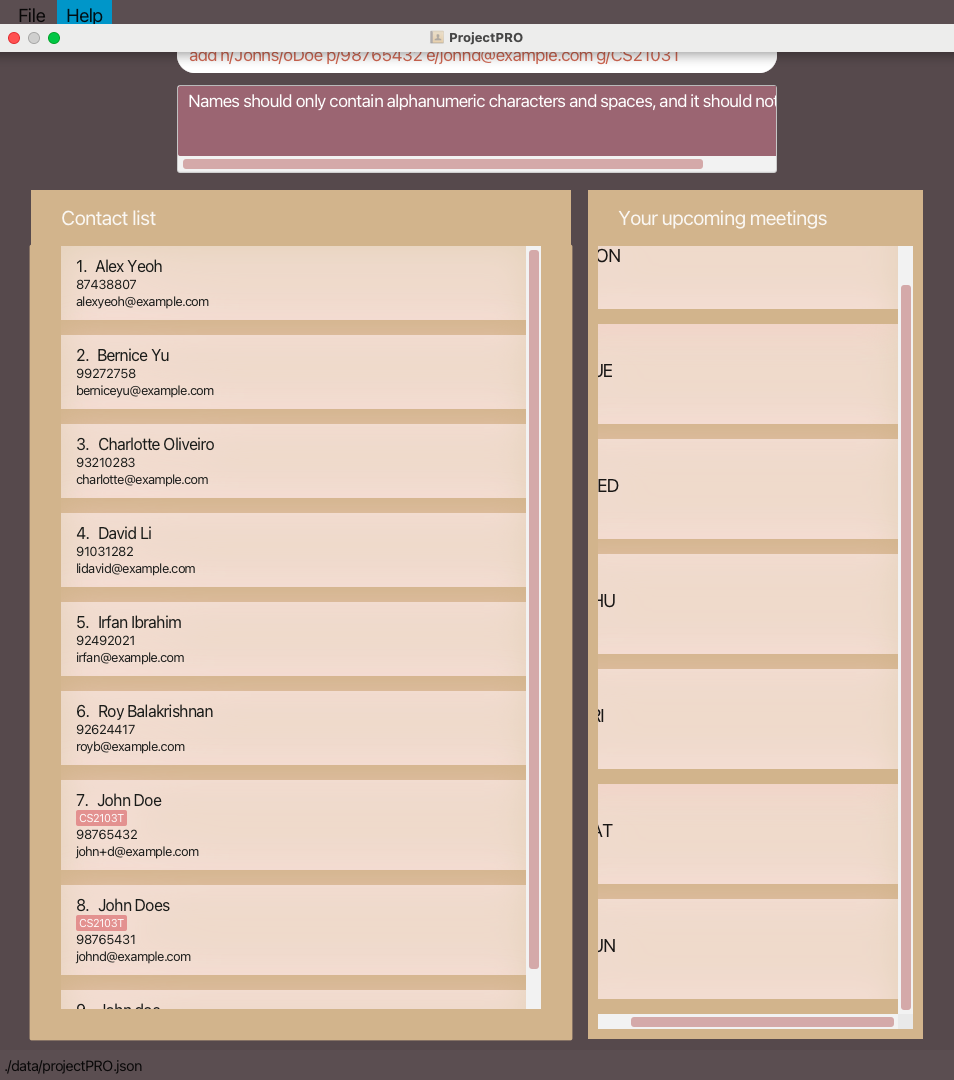 File Help
ProjectPRO
add n/Johns/oDoe p/98765432 e/johnd@example.com g/CS2103T
Names should only contain alphanumeric characters and spaces, and it should not
Contact list
1. Alex Yeoh
87438807
alexyeoh@example.com
2. Bernice Yu
99272758
berniceyu@example.com
3. Charlotte Oliveiro
93210283
charlotte@example.com
4. David Li
91031282
lidavid@example.com
5. Irfan Ibrahim
92492021
irfan@example.com
6. Roy Balakrishnan
92624417
royb@example.com
7. John Doe
CS2103T
98765432
john+d@example.com
8. John Does
CS2103T
98765431
johnd@example.com
9. John doe
Your upcoming meetings
ON
UE
ED
HU
RI
AT
UN
./data/projectPRO.json